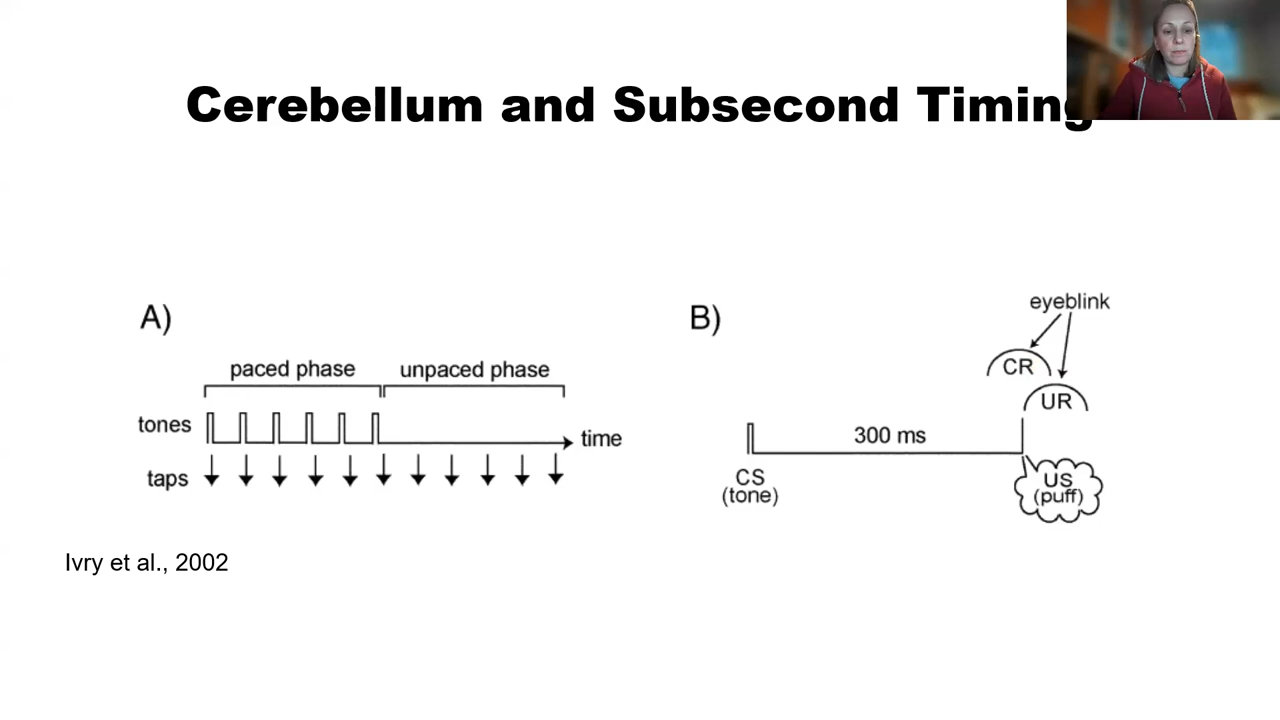 Cerebellum and Subsecond Timing
A)
paced phase
unpaced phase
tones
time
taps
B)
eyeblink
CR
UR
300 ms
CS
(tone)
US
(puff)
Ivry et al., 2002